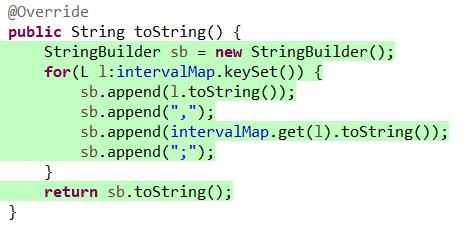 @Override
public String toString() {
    StringBuilder sb = new StringBuilder();
    for(L l:intervalMap.keySet()) {
        sb.append(l.toString());
        sb.append(",");
        sb.append(intervalMap.get(l).toString());
        sb.append(";");
    }
    return sb.toString();
}